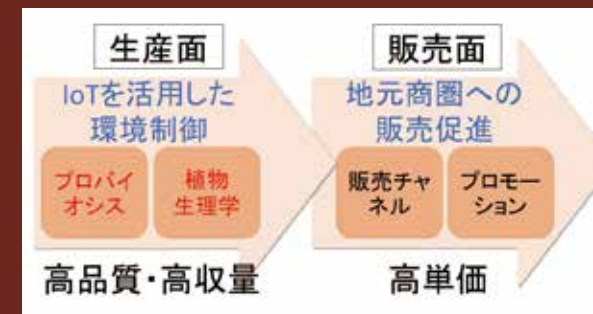 生産面
IoTを活用した
環境制御
プロバイ
オシス
植物
生理学
高品質・高収量
販売面
地元商圏への
販売促進
販売チャ
ネル
プロモー
ション
高単価